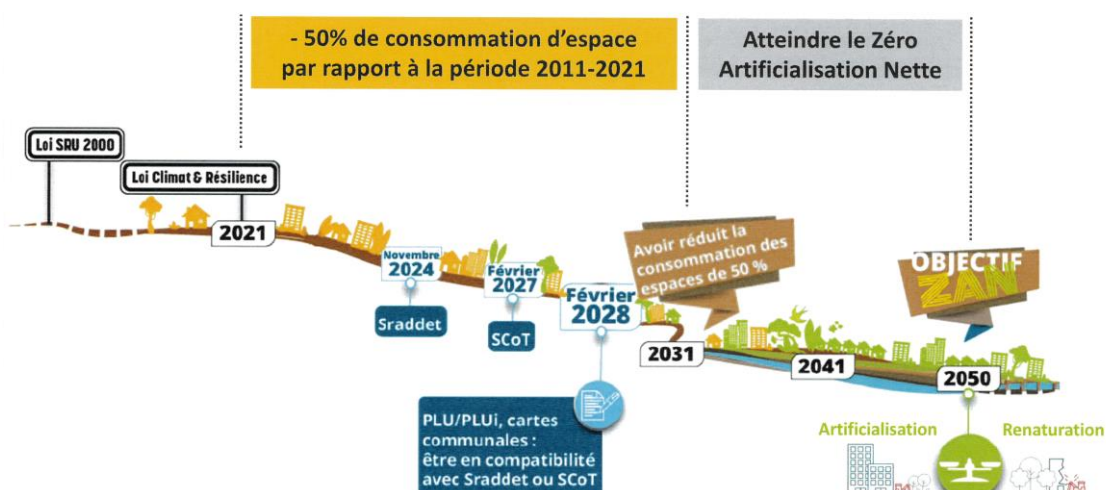 - 50% de consommation d'espace
par rapport à la période 2011-2021
Atteindre le Zéro
Artificialisation Nette
Loi SRU 2000
Loi Climat & Résilience
2021
Novembre
2024
Sraddet
Février
2027
SCoT
Février
2028
PLU/PLUi, cartes
communales :
être en compatibilité
avec Sraddet ou SCoT
Avoir réduit la
consommation des
espaces de 50 %
2031
2041
OBJECTIF
ZAN
2050
Artificialisation
Renaturation